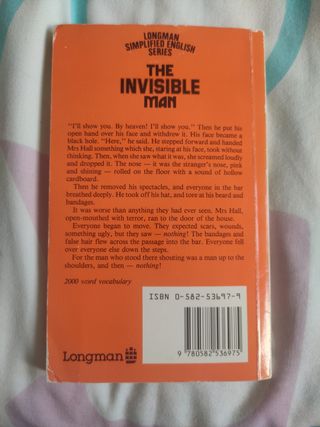 LONGMAN
SIMPLIFIED ENGLISH
SERIES
THE
INVISIBLE
MAN
"I'll show you. By heaven! I'll show you." Then he put his
open hand over his face and withdrew it. His face became a
black hole. "Here," he said. He stepped forward and handed
Mrs Hall something which she, staring at his face, took without
thinking. Then, when she saw what it was, she screamed loudly
and dropped it. The nose — it was the stranger's nose, pink
and shining — rolled on the floor with a sound of hollow
cardboard.
Then he removed his spectacles, and everyone in the bar
breathed deeply. He took off his hat, and tore at his beard and
bandages.
It was worse than anything they had ever seen. Mrs Hall,
open-mouthed with terror, ran to the door of the house.
Everyone began to move. They expected scars, wounds,
something ugly, but they saw — nothing! The bandages and
false hair flew across the passage into the bar. Everyone fell
over everyone else down the steps.
For the man who stood there shouting was a man up to the
shoulders, and then — nothing!
2000 word vocabulary
ISBN 0-582-53697-9
9 780582 536975
Longman